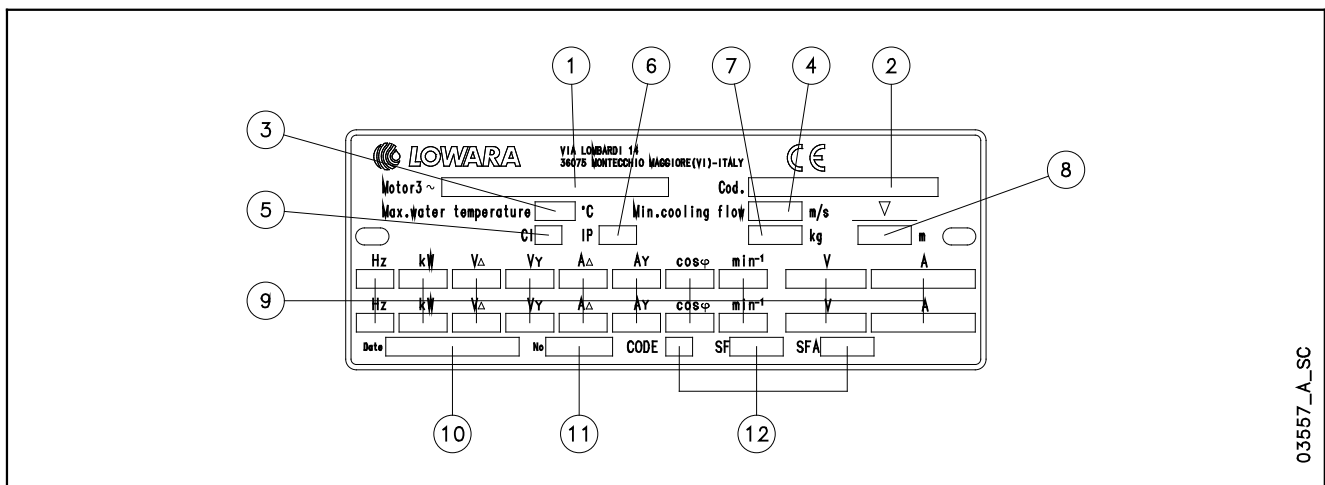 1 6 7 4 2
3
LOWARA VIA LOMBARDI 14
36075 MONTECCHIO MAGGIORE(VI)-ITALY CE
Motor3 ~ Cod.
8
Max.water temperature °C Min.cooling flow m/s ▽
5
Cl IP kg m
Hz kW V△ VY A△ AY cosφ min⁻¹ V A
9
Hz kW V△ VY A△ AY cosφ min⁻¹ V A
Date No CODE SF SFA
10 11 12
03557_A_SC